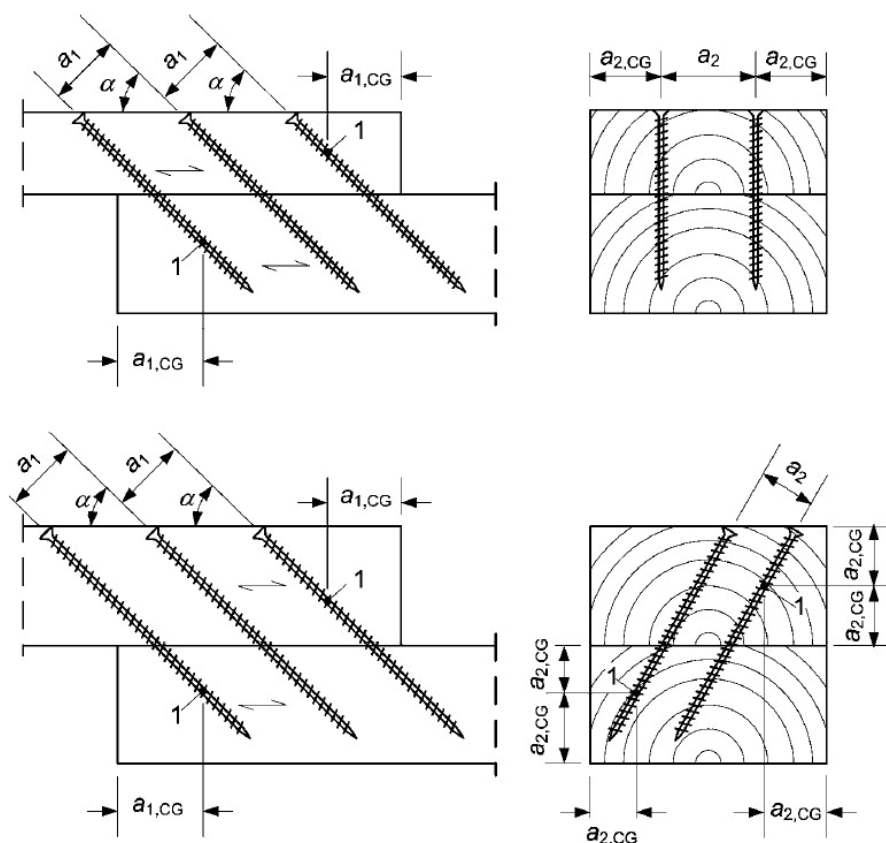 a1 a1 a1,CG a2,CG a2 a2,CG
α α
1
1
a1,CG
a1 a1 a2
α α a1,CG a2,CG
1 1 a2,CG
a2,CG 1
1 a2,CG
a1,CG a2,CG
a2,CG